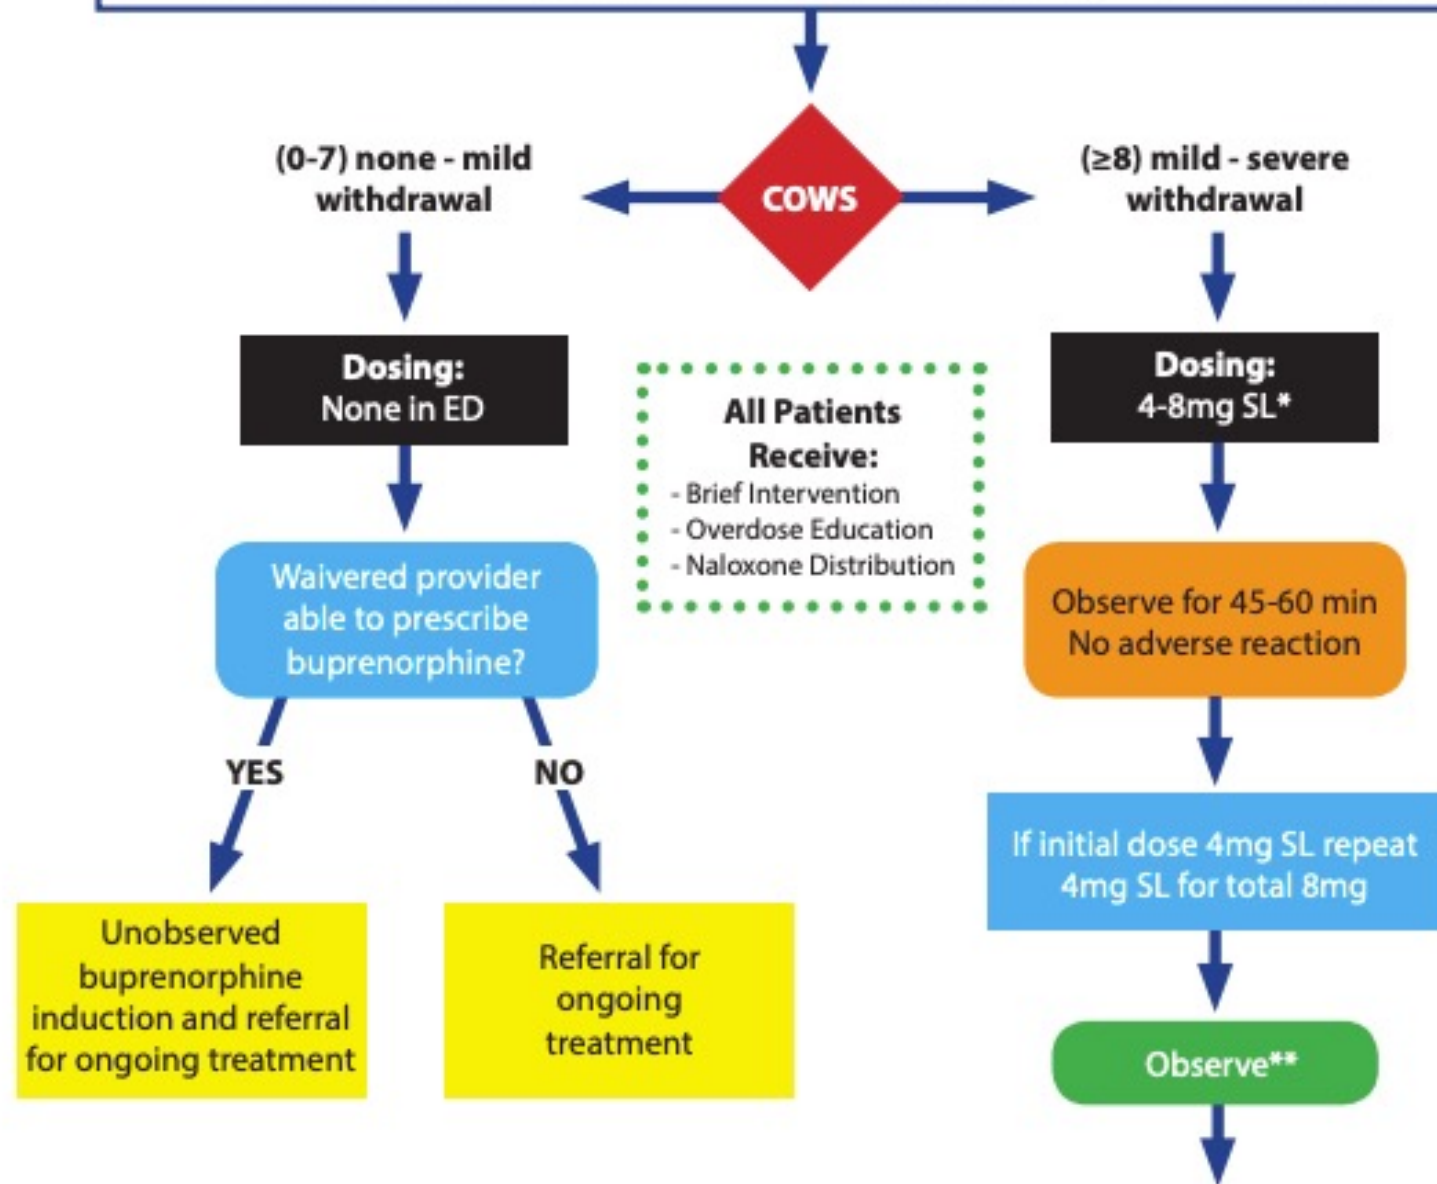 COWS
(0-7) none - mild
withdrawal
Dosing:
None in ED
Waivered provider
able to prescribe
buprenorphine?
YES
NO
Unobserved
buprenorphine
induction and referral
for ongoing treatment
Referral for
ongoing
treatment
All Patients
Receive:
- Brief Intervention
- Overdose Education
- Naloxone Distribution
(≥8) mild - severe
withdrawal
Dosing:
4-8mg SL*
Observe for 45-60 min
No adverse reaction
If initial dose 4mg SL repeat
4mg SL for total 8mg
Observe**